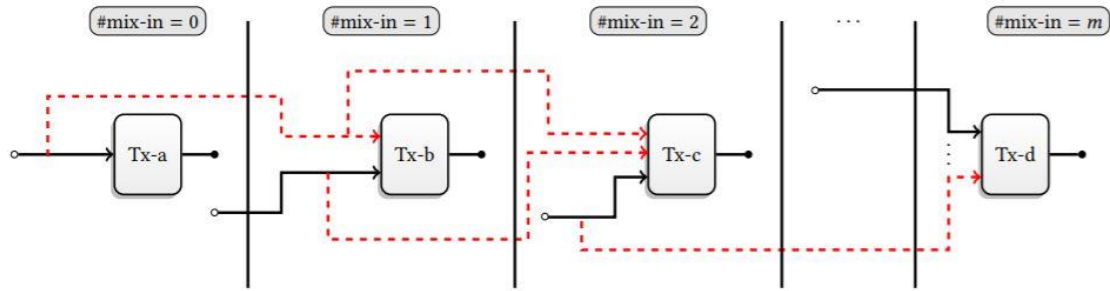 #mix-in = 0
#mix-in = 1
#mix-in = 2
...
#mix-in = m
Tx-a
Tx-b
Tx-c
Tx-d